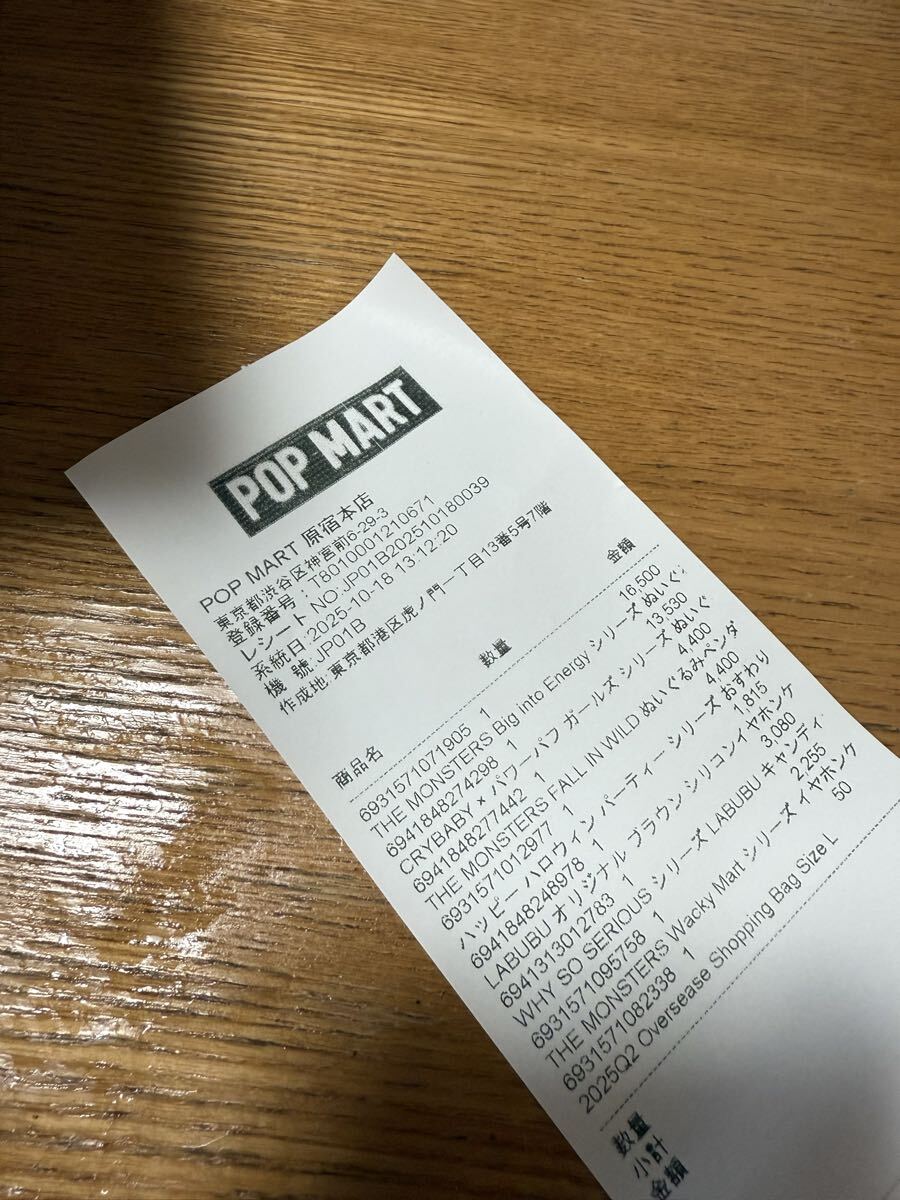 POP MART
POP MART 原宿本店
東京都渋谷区神宮前6-29-3
登録番号：T8010001210671
レシート NO:JP01B202510180039
系統日:2025-10-18 13:12:20
機 號:JP01B
作成地:東京都港区虎ノ門一丁目13番5号7階
商品名 数量 金額
6931571071905 1 16,500
THE MONSTERS Big into Energy シリーズ ぬいぐ
6941848274298 1 13,530
CRYBABY × パワーパフ ガールズ シリーズ ぬいぐ
6941848277442 1 4,400
THE MONSTERS FALL IN WILD ぬいぐるみペンダ
6931571012977 1 4,400
ハッピー ハロウィン パーティー シリーズ おすわり
6941848248978 1 1,815
LABUBU オリジナル ブラウン シリコンイヤホンケ
6941313012783 1 3,080
WHY SO SERIOUS シリーズ LABUBU キャンディ
6931571095758 1 2,255
THE MONSTERS Wacky Mart シリーズ イヤホンケ
6931571082338 1 50
2025Q2 Oversease Shopping Bag Size L
数量
小計
金額